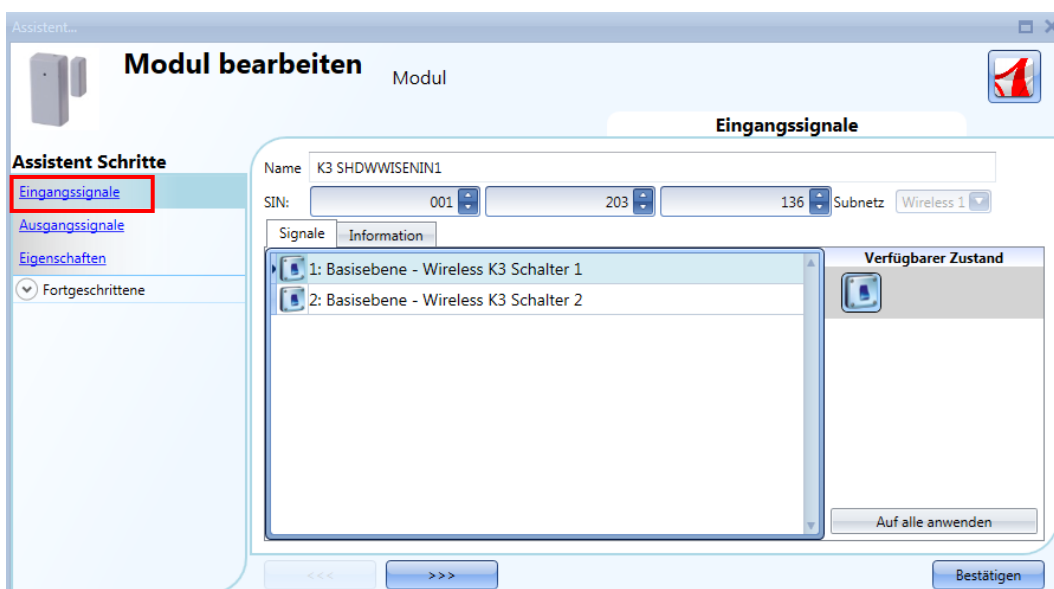 Assistent...
Modul bearbeiten Modul
Eingangssignale
Assistent Schritte
Eingangssignale
Ausgangssignale
Eigenschaften
Fortgeschrittene
Name K3 SHDWWISENIN1
SIN: 001 203 136 Subnetz Wireless 1
Signale Information
1: Basisebene - Wireless K3 Schalter 1
2: Basisebene - Wireless K3 Schalter 2
Verfügbarer Zustand
Auf alle anwenden
<<< >>> Bestätigen